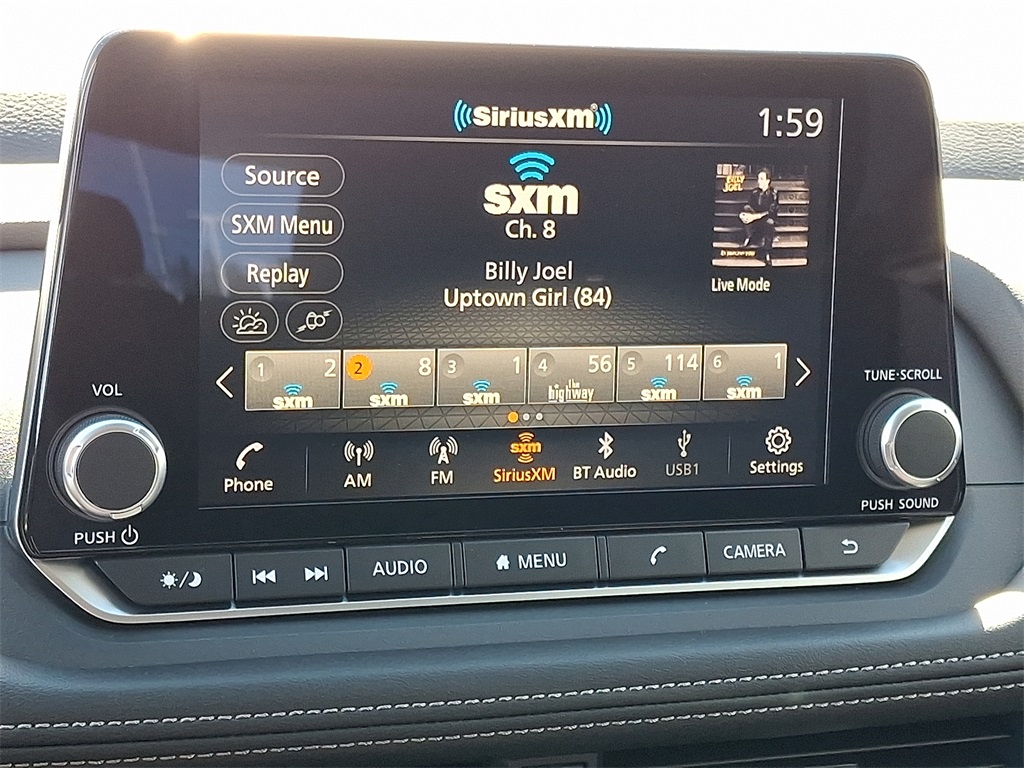 SiriusXM
1:59
Source
SXM Menu
Replay
sxm
Ch. 8
Billy Joel
Uptown Girl (84)
BILLY
JOEL
Live Mode
1 2
sxm
2 8
sxm
3 1
sxm
4 56
the
highway
5 114
sxm
6 1
sxm
Phone
AM
FM
sxm
SiriusXM
BT Audio
USB1
Settings
VOL
PUSH
TUNE·SCROLL
PUSH SOUND
AUDIO
MENU
CAMERA